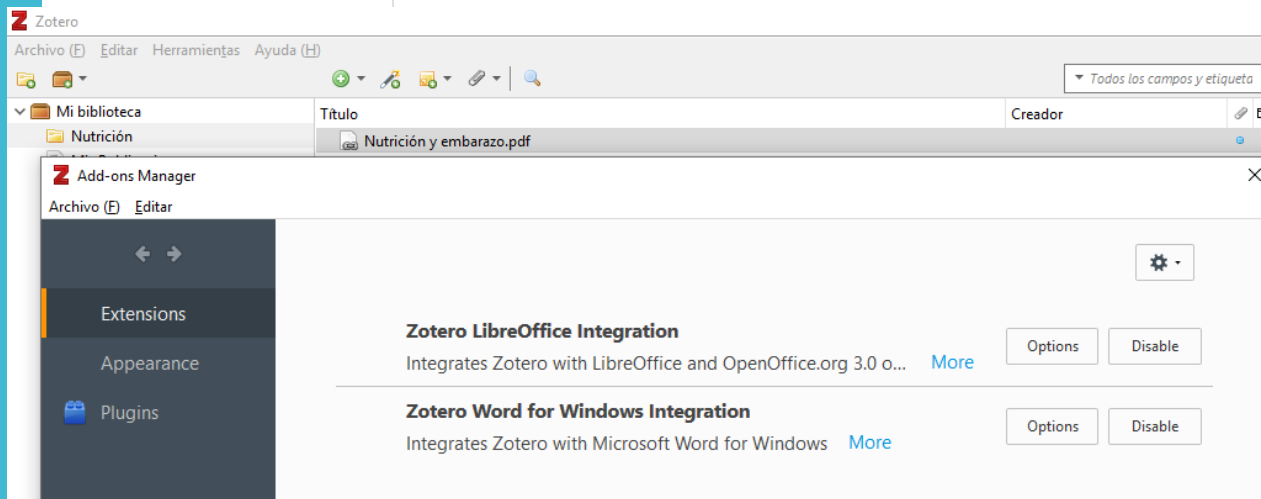 Zotero
Archivo (F) Editar Herramientas Ayuda (H)
Todos los campos y etiqueta
Mi biblioteca
Título
Creador
Nutrición
Nutrición y embarazo.pdf
Add-ons Manager
Archivo (F) Editar
Extensions
Appearance
Plugins
Zotero LibreOffice Integration
Integrates Zotero with LibreOffice and OpenOffice.org 3.0 o... More
Options
Disable
Zotero Word for Windows Integration
Integrates Zotero with Microsoft Word for Windows More
Options
Disable